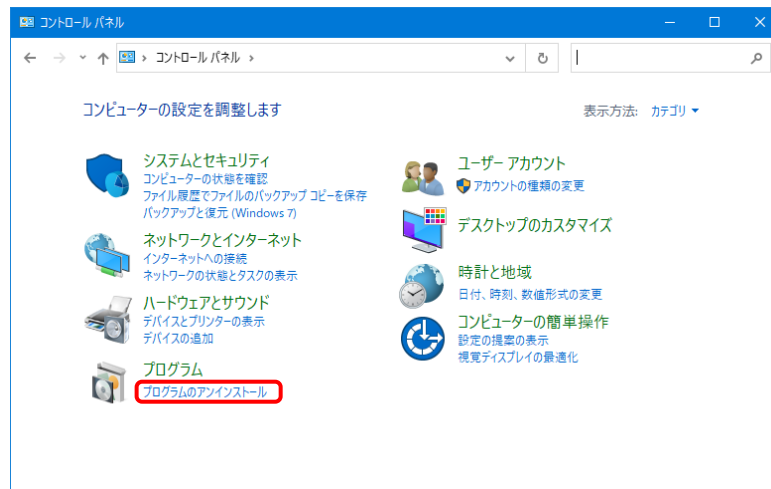 コントロール パネル
コントロール パネル
コンピューターの設定を調整します
表示方法: カテゴリ
システムとセキュリティ
コンピューターの状態を確認
ファイル履歴でファイルのバックアップ コピーを保存
バックアップと復元 (Windows 7)
ネットワークとインターネット
インターネットへの接続
ネットワークの状態とタスクの表示
ハードウェアとサウンド
デバイスとプリンターの表示
デバイスの追加
プログラム
プログラムのアンインストール
ユーザー アカウント
アカウントの種類の変更
デスクトップのカスタマイズ
時計と地域
日付、時刻、数値形式の変更
コンピューターの簡単操作
設定の提案の表示
視覚ディスプレイの最適化